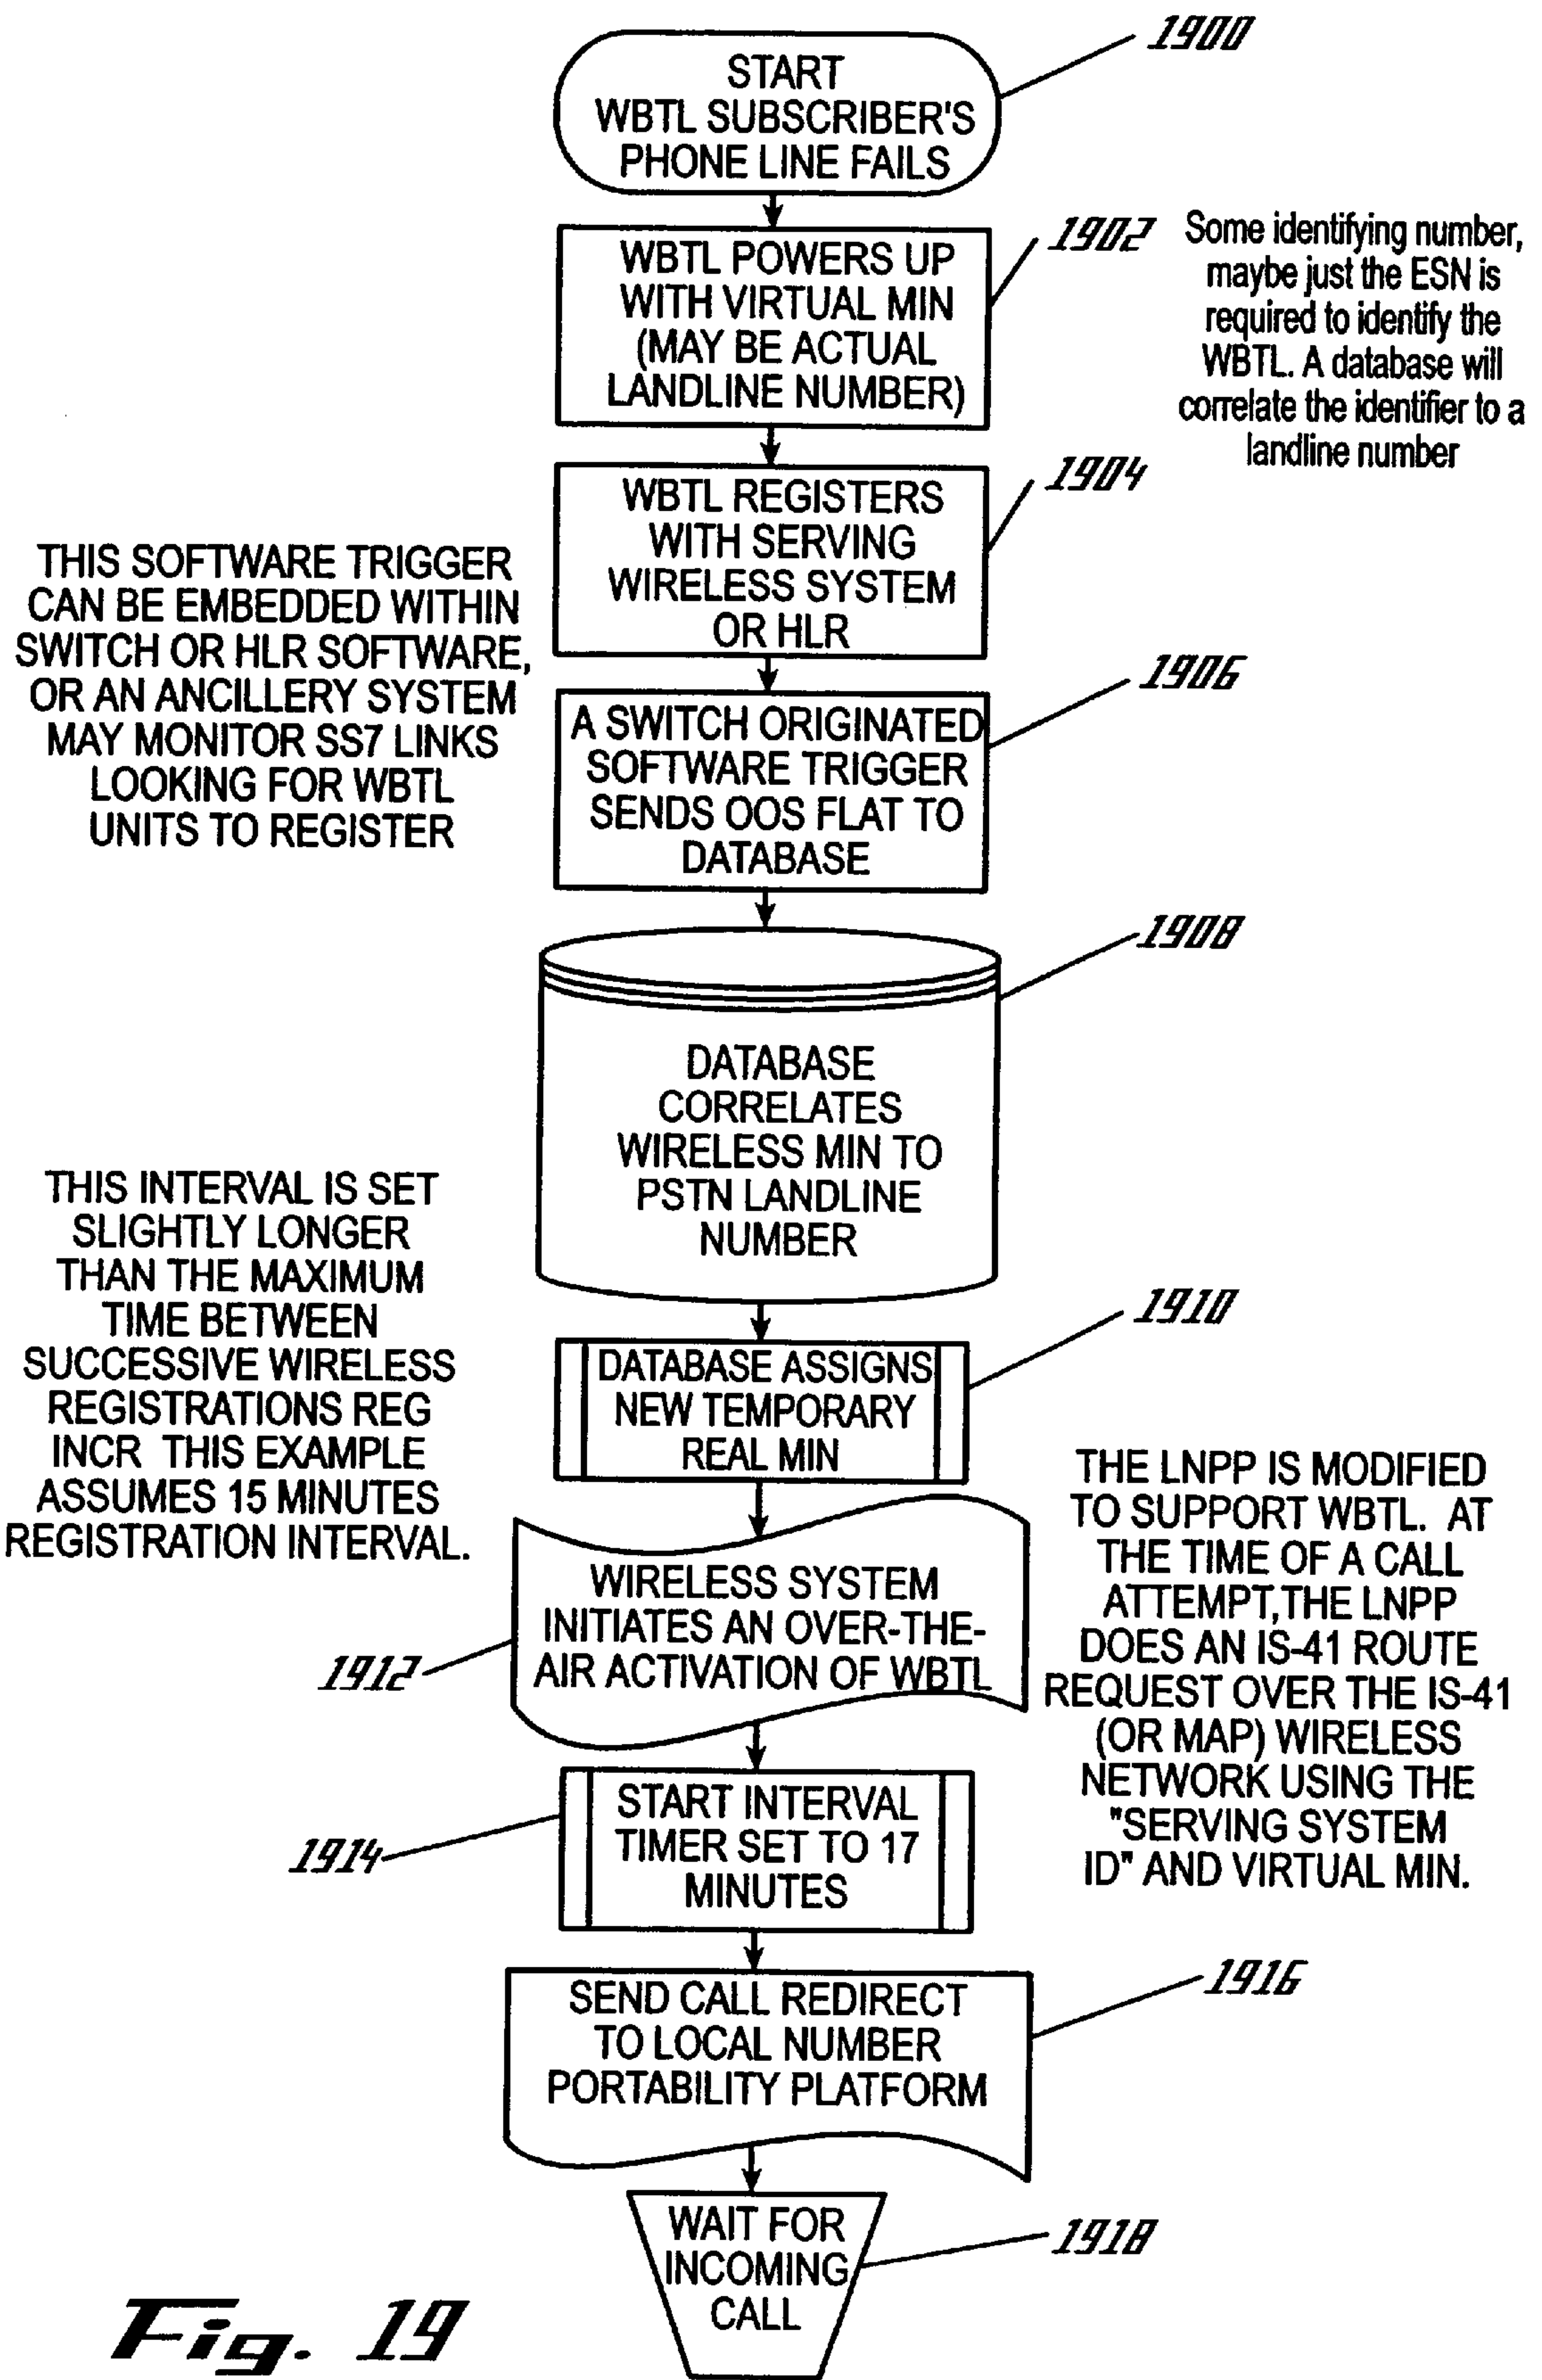 1900
START
WBTL SUBSCRIBER'S
PHONE LINE FAILS
1902
WBTL POWERS UP
WITH VIRTUAL MIN
(MAY BE ACTUAL
LANDLINE NUMBER)
Some identifying number,
maybe just the ESN is
required to identify the
WBTL. A database will
correlate the identifier to a
landline number
1904
WBTL REGISTERS
WITH SERVING
WIRELESS SYSTEM
OR HLR
THIS SOFTWARE TRIGGER
CAN BE EMBEDDED WITHIN
SWITCH OR HLR SOFTWARE,
OR AN ANCILLERY SYSTEM
MAY MONITOR SS7 LINKS
LOOKING FOR WBTL
UNITS TO REGISTER
1906
A SWITCH ORIGINATED
SOFTWARE TRIGGER
SENDS OOS FLAT TO
DATABASE
1908
DATABASE
CORRELATES
WIRELESS MIN TO
PSTN LANDLINE
NUMBER
THIS INTERVAL IS SET
SLIGHTLY LONGER
THAN THE MAXIMUM
TIME BETWEEN
SUCCESSIVE WIRELESS
REGISTRATIONS REG
INCR THIS EXAMPLE
ASSUMES 15 MINUTES
REGISTRATION INTERVAL.
1910
DATABASE ASSIGNS
NEW TEMPORARY
REAL MIN
THE LNPP IS MODIFIED
TO SUPPORT WBTL. AT
THE TIME OF A CALL
ATTEMPT,THE LNPP
DOES AN IS-41 ROUTE
REQUEST OVER THE IS-41
(OR MAP) WIRELESS
NETWORK USING THE
"SERVING SYSTEM
ID" AND VIRTUAL MIN.
WIRELESS SYSTEM
INITIATES AN OVER-THE-
AIR ACTIVATION OF WBTL
1912
START INTERVAL
TIMER SET TO 17
MINUTES
1914
1916
SEND CALL REDIRECT
TO LOCAL NUMBER
PORTABILITY PLATFORM
WAIT FOR
INCOMING
CALL
1918
Fig. 19